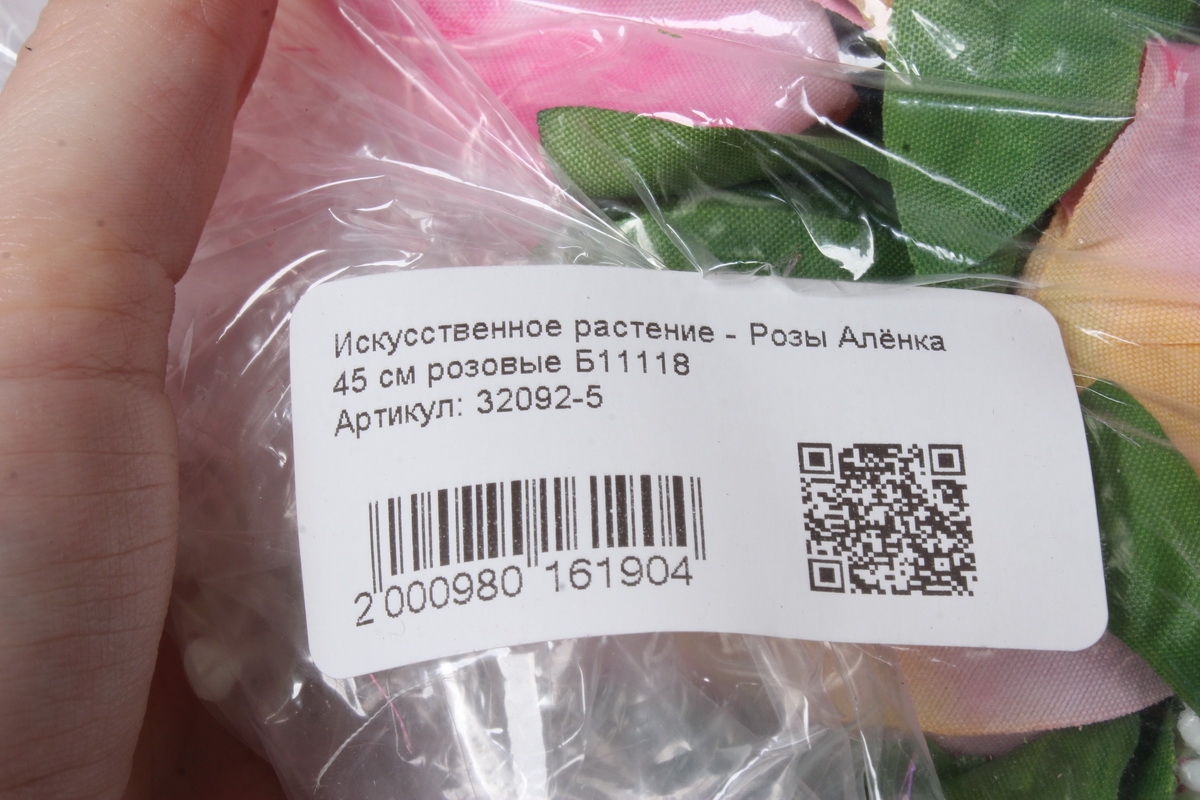 Искусственное растение - Розы Алёнка
45 см розовые Б11118
Артикул: 32092-5
2 000980 161904